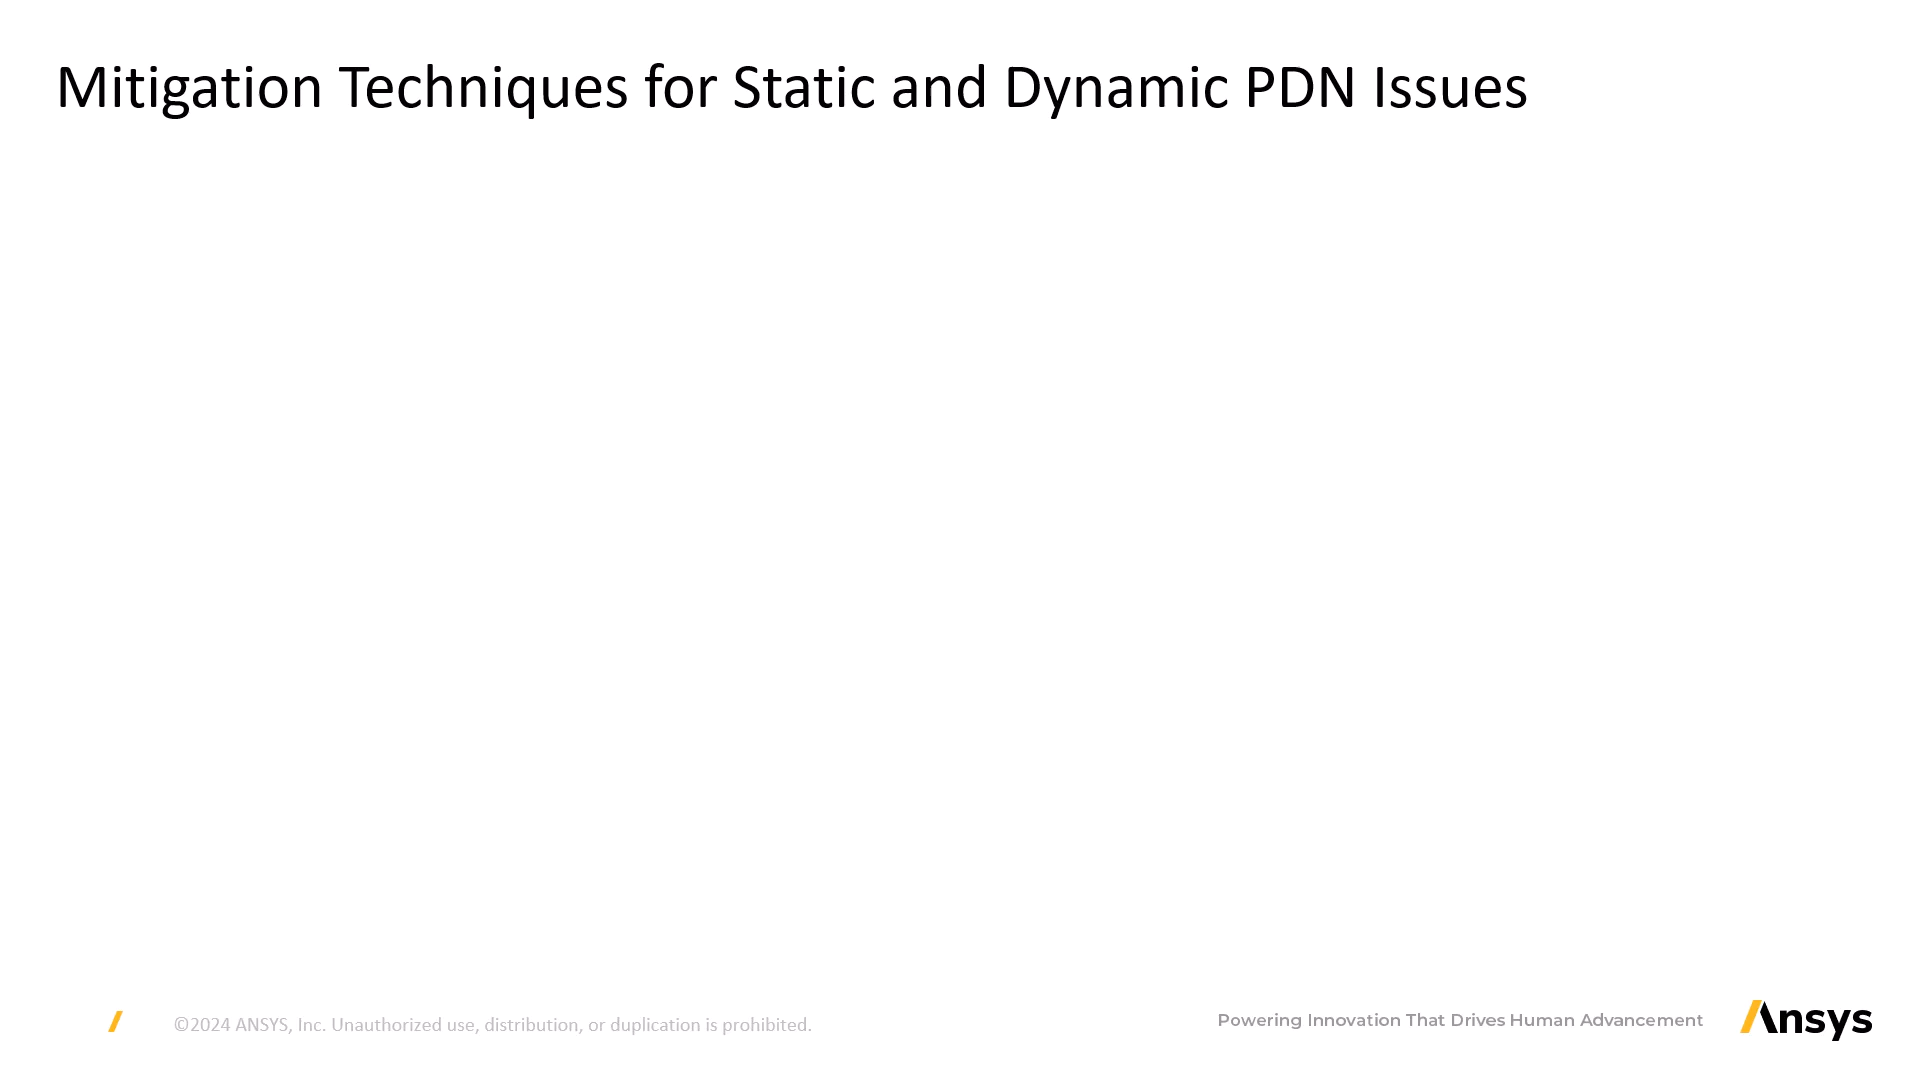 Mitigation Techniques for Static and Dynamic PDN Issues
©2024 ANSYS, Inc. Unauthorized use, distribution, or duplication is prohibited.
Powering Innovation That Drives Human Advancement
Ansys